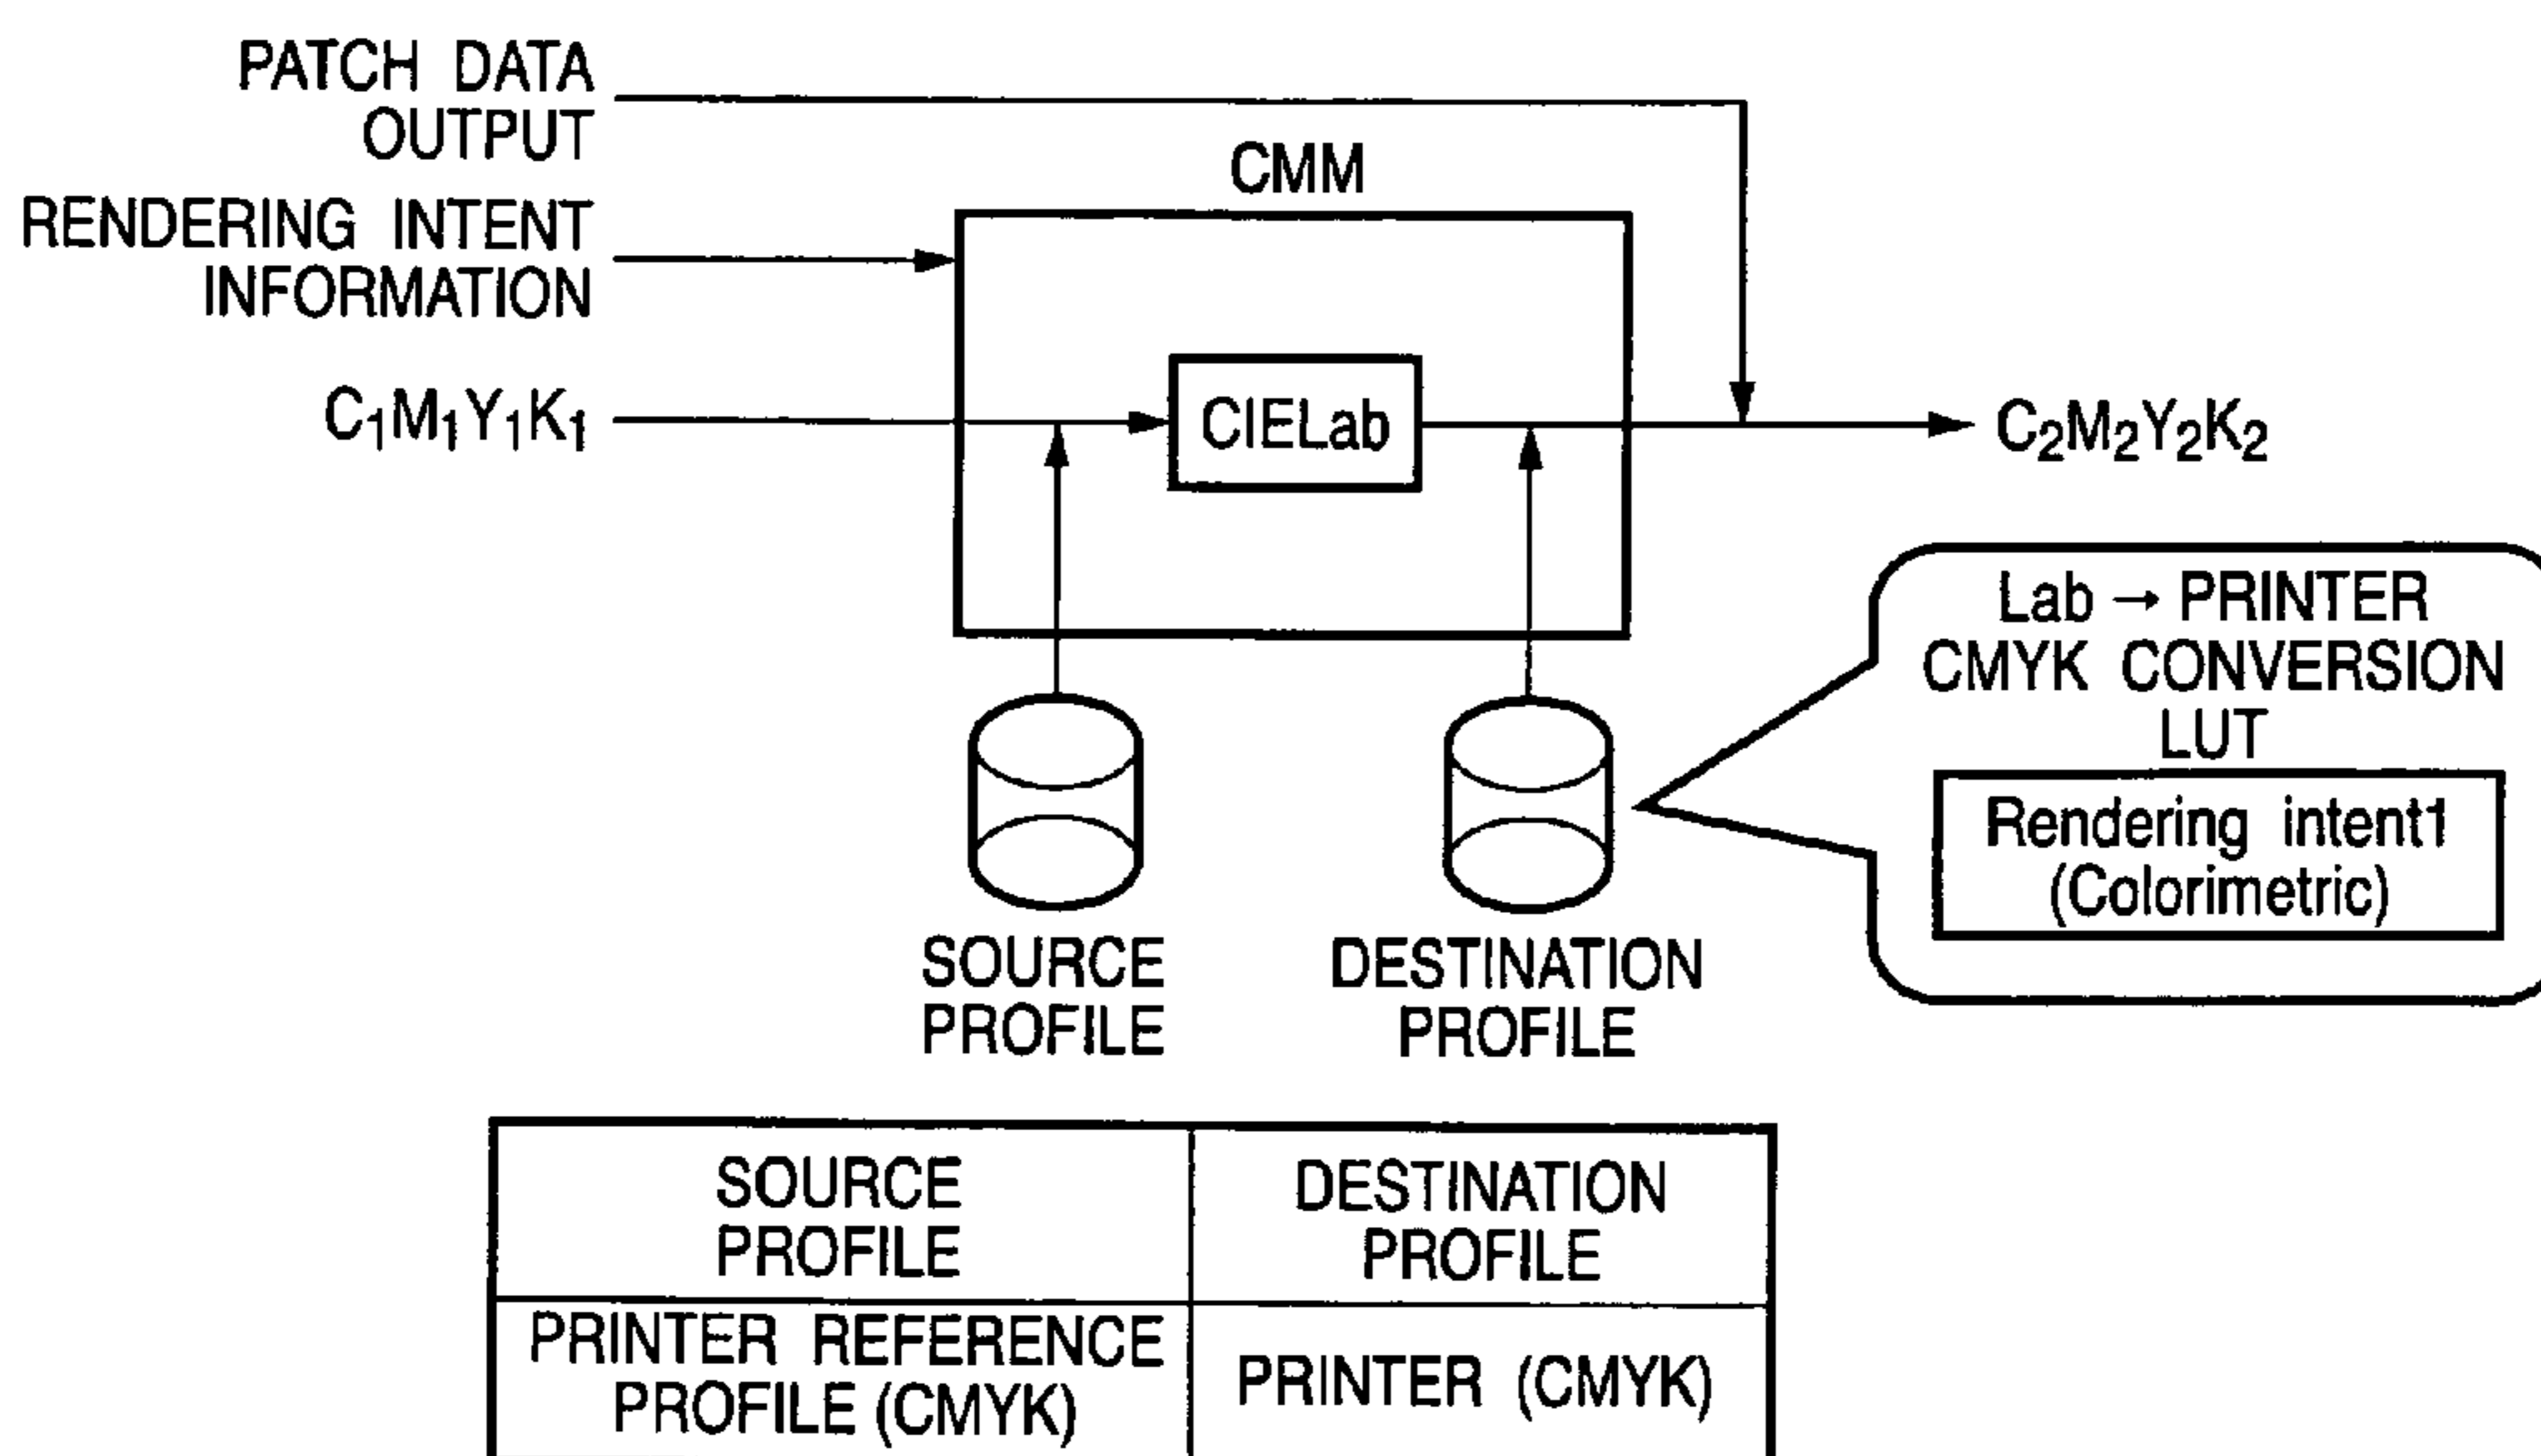 PATCH DATA
OUTPUT
CMM
RENDERING INTENT
INFORMATION
C₁M₁Y₁K₁
CIELab
C₂M₂Y₂K₂
Lab → PRINTER
CMYK CONVERSION
LUT
Rendering intent1
(Colorimetric)
SOURCE
PROFILE
DESTINATION
PROFILE
SOURCE
PROFILE
DESTINATION
PROFILE
PRINTER REFERENCE
PROFILE (CMYK)
PRINTER (CMYK)